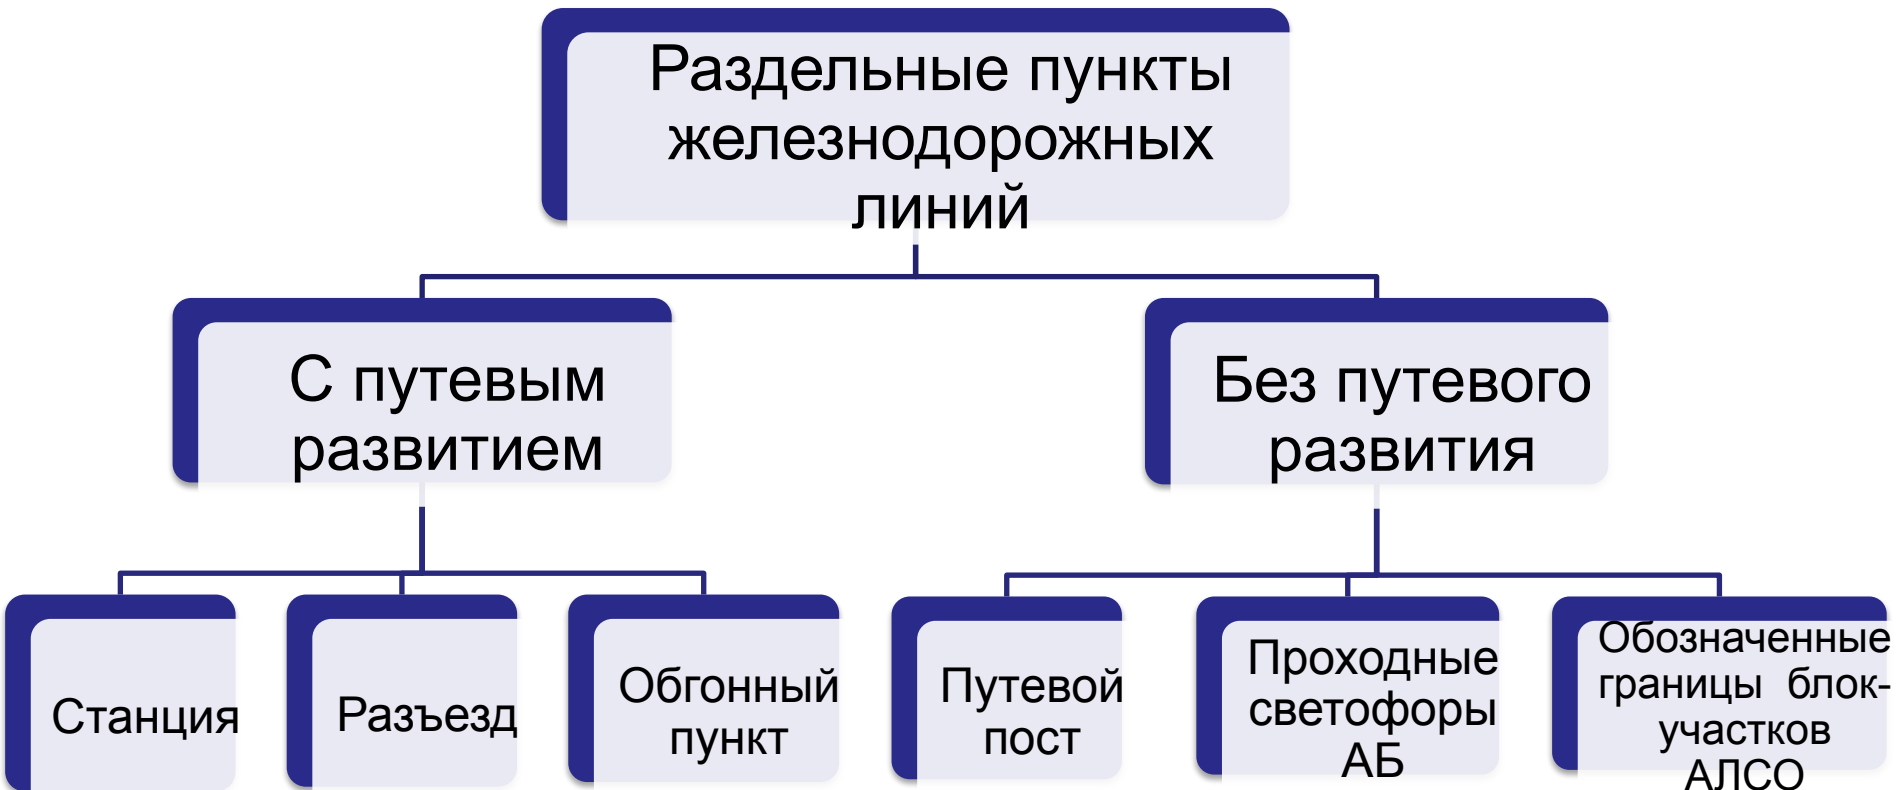 Раздельные пункты
железнодорожных
линий
С путевым
развитием
Без путевого
развития
Станция
Разъезд
Обгонный
пункт
Путевой
пост
Проходные
светофоры
АБ
Обозначенные
границы блок-
участков
АЛСО